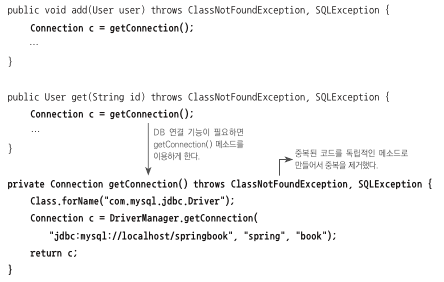 public void add(User user) throws ClassNotFoundException, SQLException {
Connection c = getConnection();
...
}
public User get(String id) throws ClassNotFoundException, SQLException {
Connection c = getConnection();
...
}
DB 연결 기능이 필요하면
getConnection() 메소드를
이용하게 한다.
중복된 코드를 독립적인 메소드로
만들어서 중복을 제거했다.
private Connection getConnection() throws ClassNotFoundException, SQLException {
Class.forName("com.mysql.jdbc.Driver");
Connection c = DriverManager.getConnection(
"jdbc:mysql://localhost/springbook", "spring", "book");
return c;
}